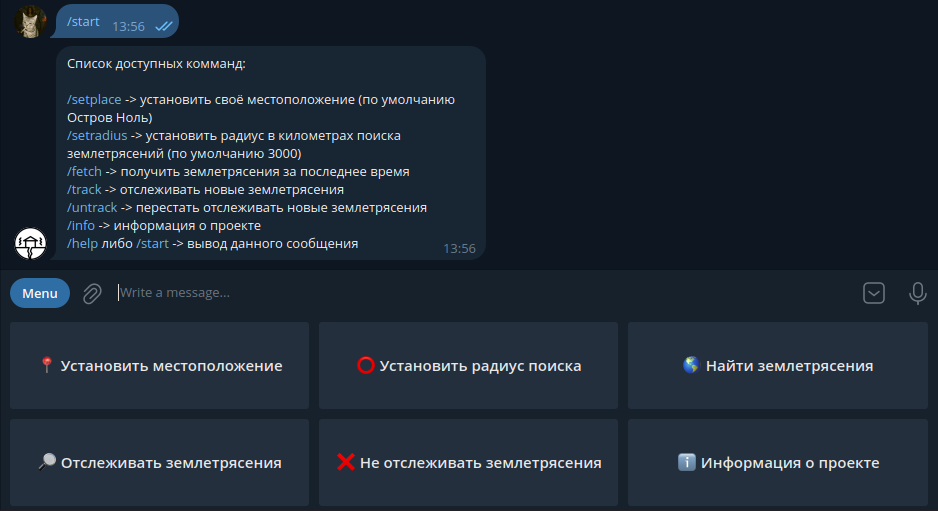 /start
13:56
Список доступных комманд:
/setplace -> установить своё местоположение (по умолчанию
Остров Ноль)
/setradius -> установить радиус в километрах поиска
землетрясений (по умолчанию 3000)
/fetch -> получить землетрясения за последнее время
/track -> отслеживать новые землетрясения
/untrack -> перестать отслеживать новые землетрясения
/info -> информация о проекте
/help либо /start -> вывод данного сообщения
13:56
Menu
Write a message...
📍 Установить местоположение
⭕ Установить радиус поиска
🌎 Найти землетрясения
🔎 Отслеживать землетрясения
❌ Не отслеживать землетрясения
ℹ️ Информация о проекте